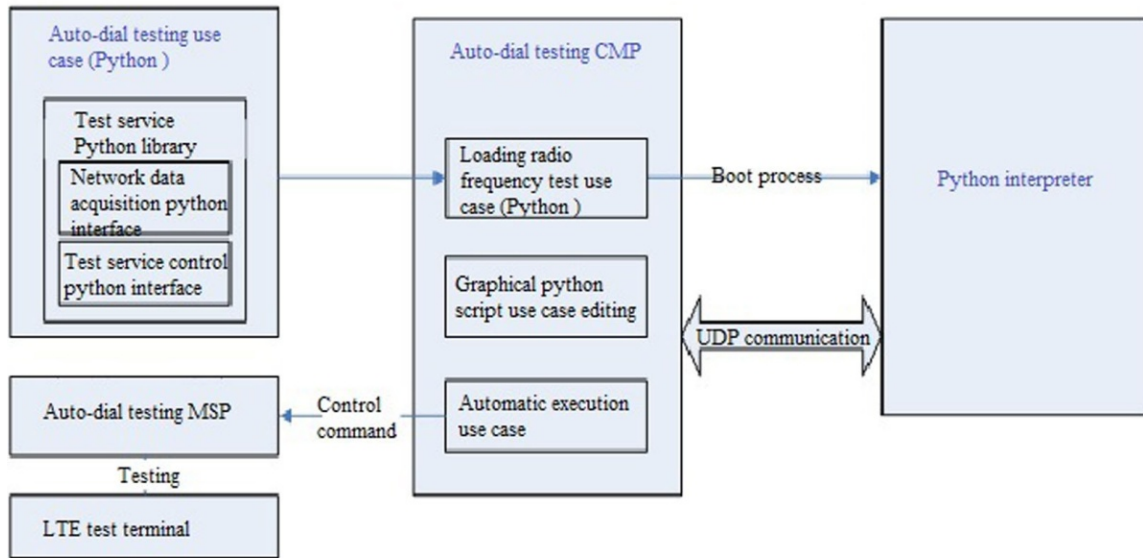 Auto-dial testing use
case (Python )
Test service
Python library
Network data
acquisition python
interface
Test service control
python interface
Auto-dial testing CMP
Loading radio
frequency test use
case (Python )
Graphical python
script use case editing
Automatic execution
use case
Boot process
UDP communication
Python interpreter
Control
command
Auto-dial testing MSP
Testing
LTE test terminal